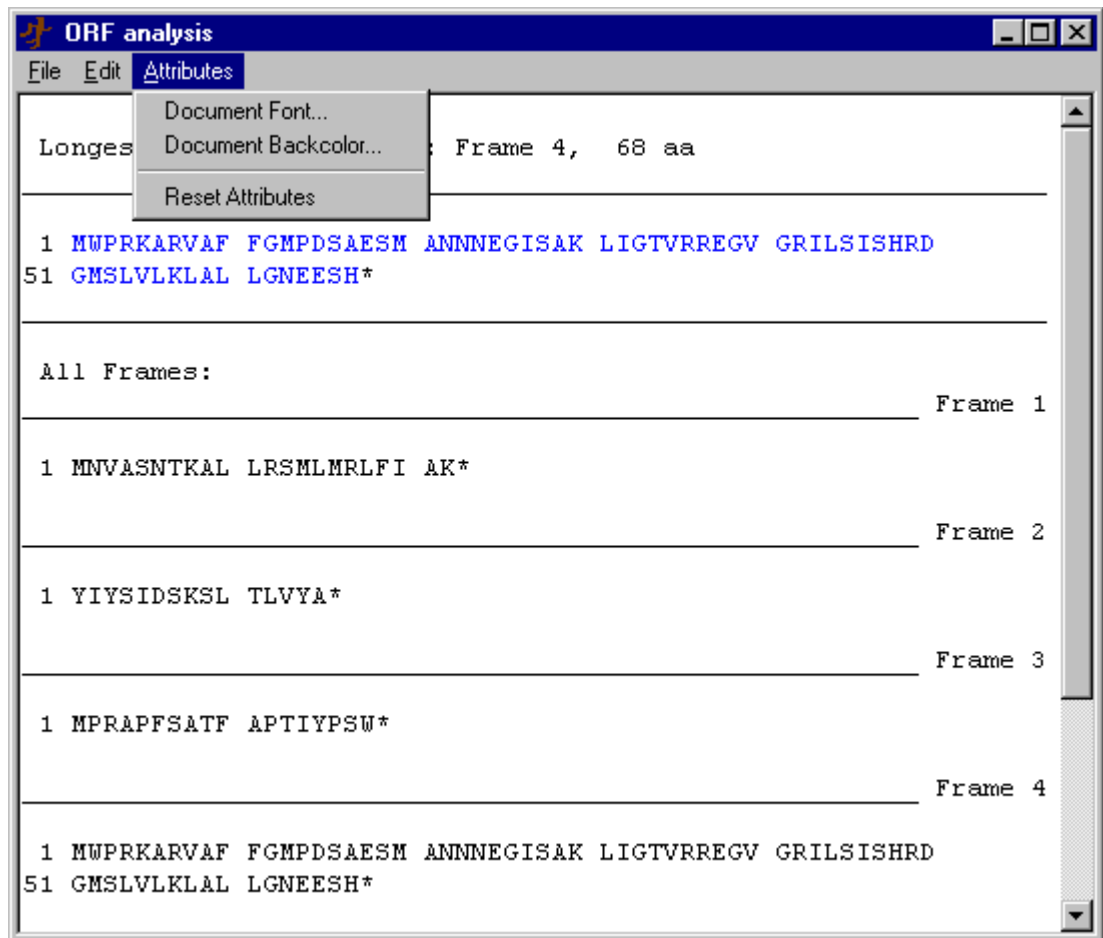 ORF analysis
File Edit Attributes
Document Font...
Document Backcolor...
Reset Attributes
Longes : Frame 4, 68 aa
1 MWPRKARVAF FGMPDSAESM ANNNEGISAK LIGTVRREGV GRILSISHRD
51 GMSLVLKLAL LGNEESH*
All Frames:
Frame 1
1 MNVASNTKAL LRSMLMRLFI AK*
Frame 2
1 YIYSIDSKSL TLVYA*
Frame 3
1 MPRAPFSATF APTIYPSW*
Frame 4
1 MWPRKARVAF FGMPDSAESM ANNNEGISAK LIGTVRREGV GRILSISHRD
51 GMSLVLKLAL LGNEESH*